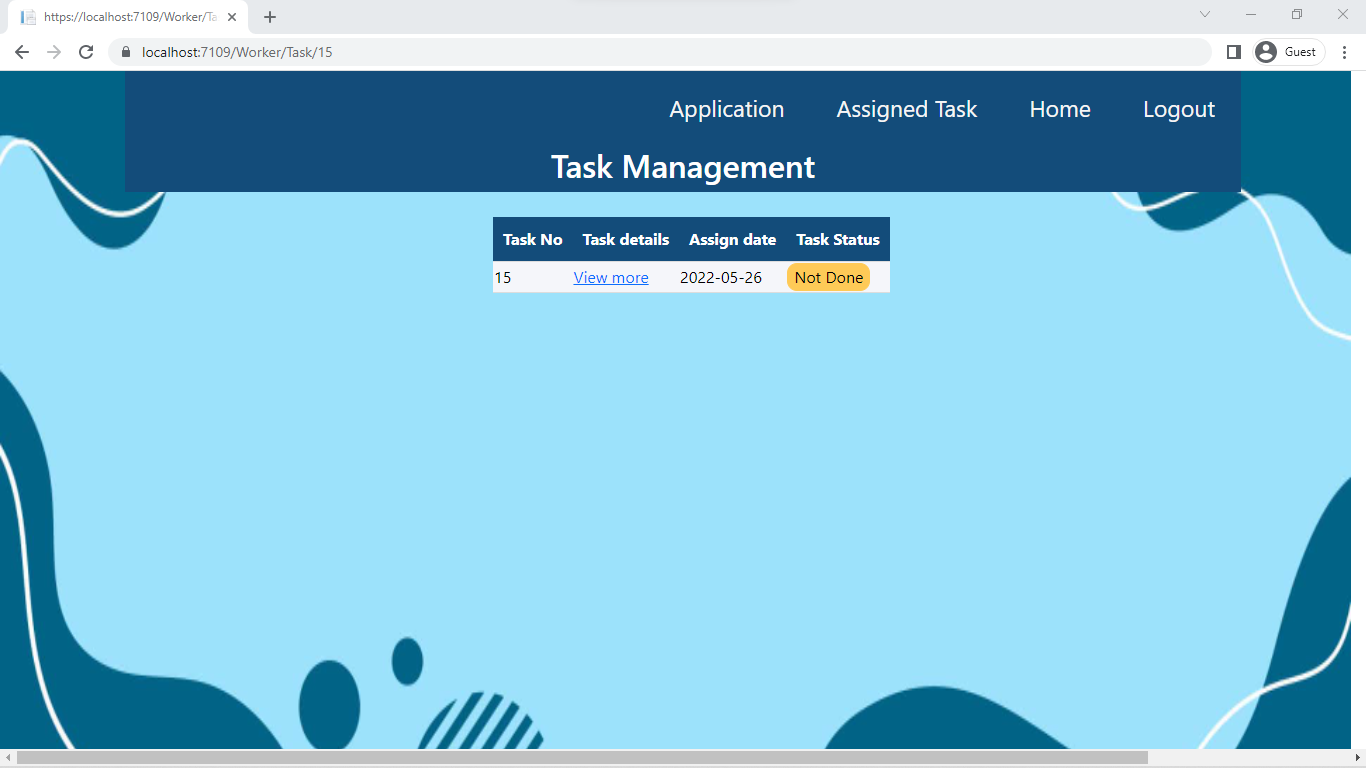 https://localhost:7109/Worker/Ta
localhost:7109/Worker/Task/15
Guest
Application Assigned Task Home Logout
Task Management
Task No Task details Assign date Task Status
15 View more 2022-05-26 Not Done